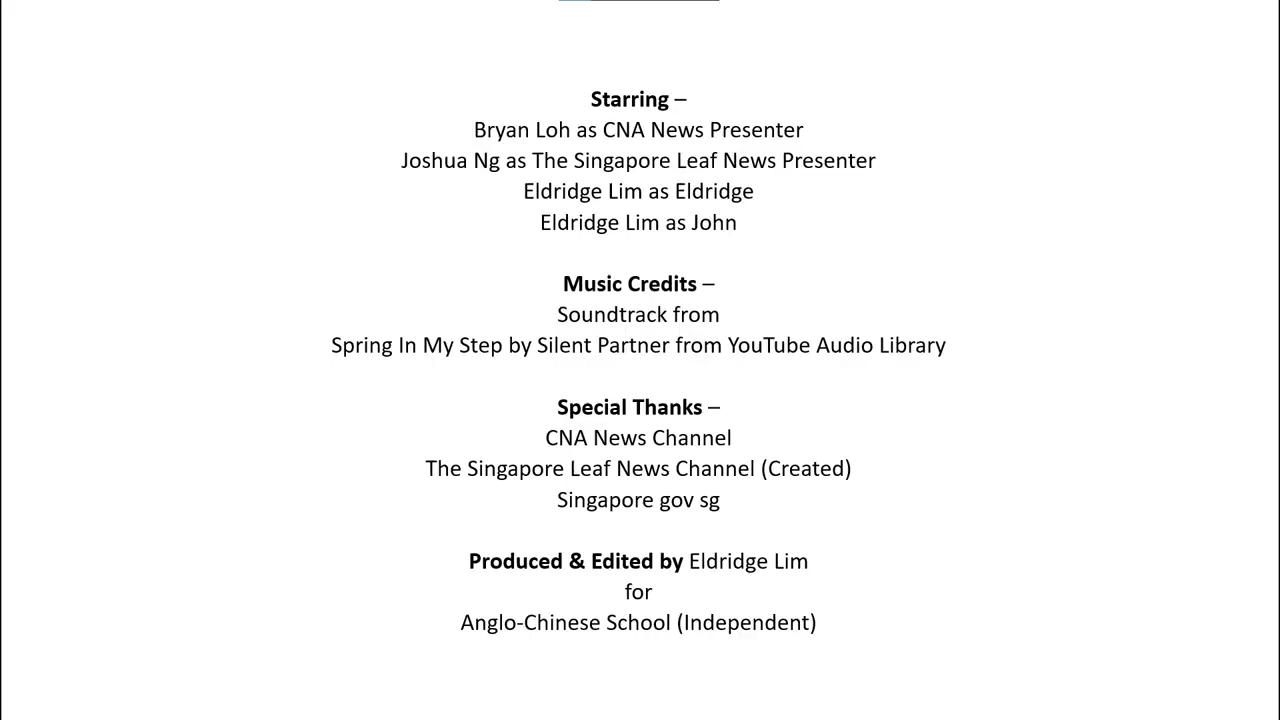 Starring –
Bryan Loh as CNA News Presenter
Joshua Ng as The Singapore Leaf News Presenter
Eldridge Lim as Eldridge
Eldridge Lim as John
Music Credits –
Soundtrack from
Spring In My Step by Silent Partner from YouTube Audio Library
Special Thanks –
CNA News Channel
The Singapore Leaf News Channel (Created)
Singapore gov sg
Produced & Edited by Eldridge Lim
for
Anglo-Chinese School (Independent)